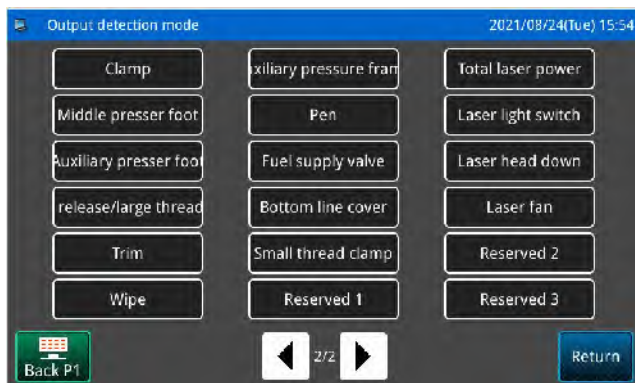 Output detection mode 2021/08/24(Tue) 15:54
Clamp xiliary pressure fram Total laser power
Middle presser foot Pen Laser light switch
Auxiliary presser foot Fuel supply valve Laser head down
release/large thread Bottom line cover Laser fan
Trim Small thread clamp Reserved 2
Wipe Reserved 1 Reserved 3
Back P1 2/2 Return